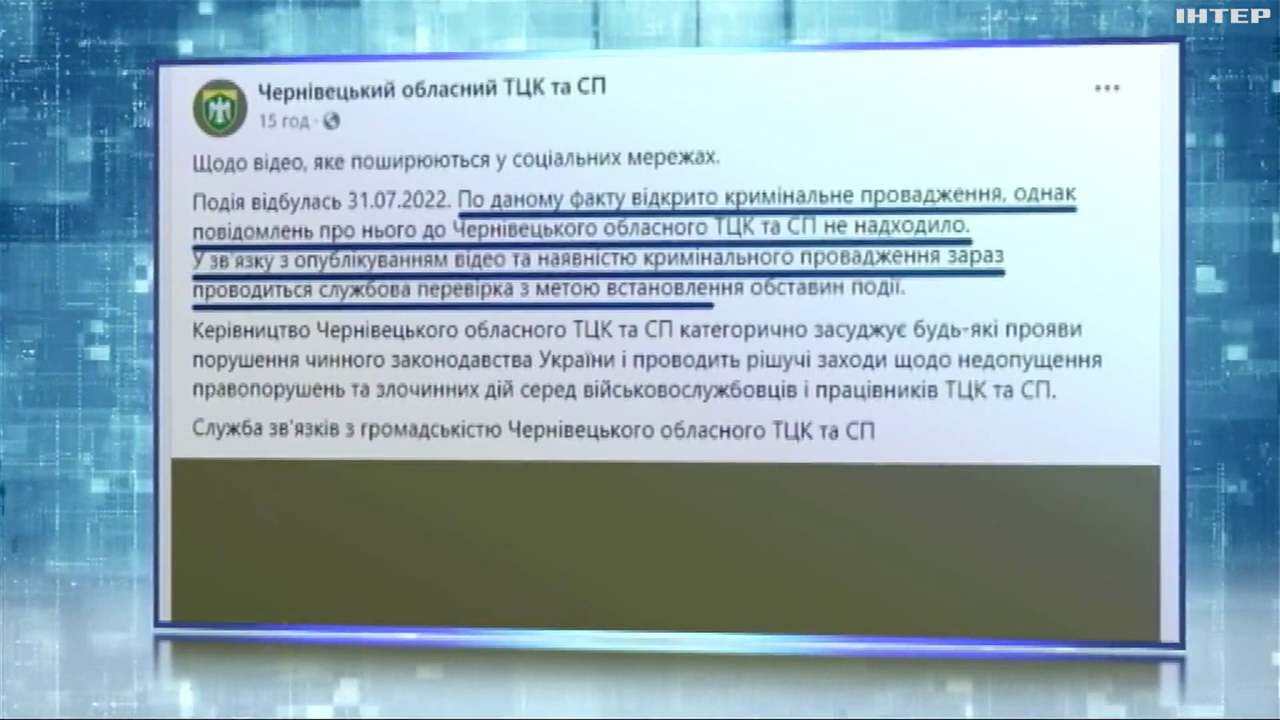 ІНТЕР
Чернівецький обласний ТЦК та СП
15 год ·
Щодо відео, яке поширюються у соціальних мережах.
Подія відбулась 31.07.2022. По даному факту відкрито кримінальне провадження, однак
повідомлень про нього до Чернівецького обласного ТЦК та СП не надходило.
У зв'язку з опублікуванням відео та наявністю кримінального провадження зараз
проводиться службова перевірка з метою встановлення обставин події.
Керівництво Чернівецького обласного ТЦК та СП категорично засуджує будь-які прояви
порушення чинного законодавства України і проводить рішучі заходи щодо недопущення
правопорушень та злочинних дій серед військовослужбовців і працівників ТЦК та СП.
Служба зв'язків з громадськістю Чернівецького обласного ТЦК та СП